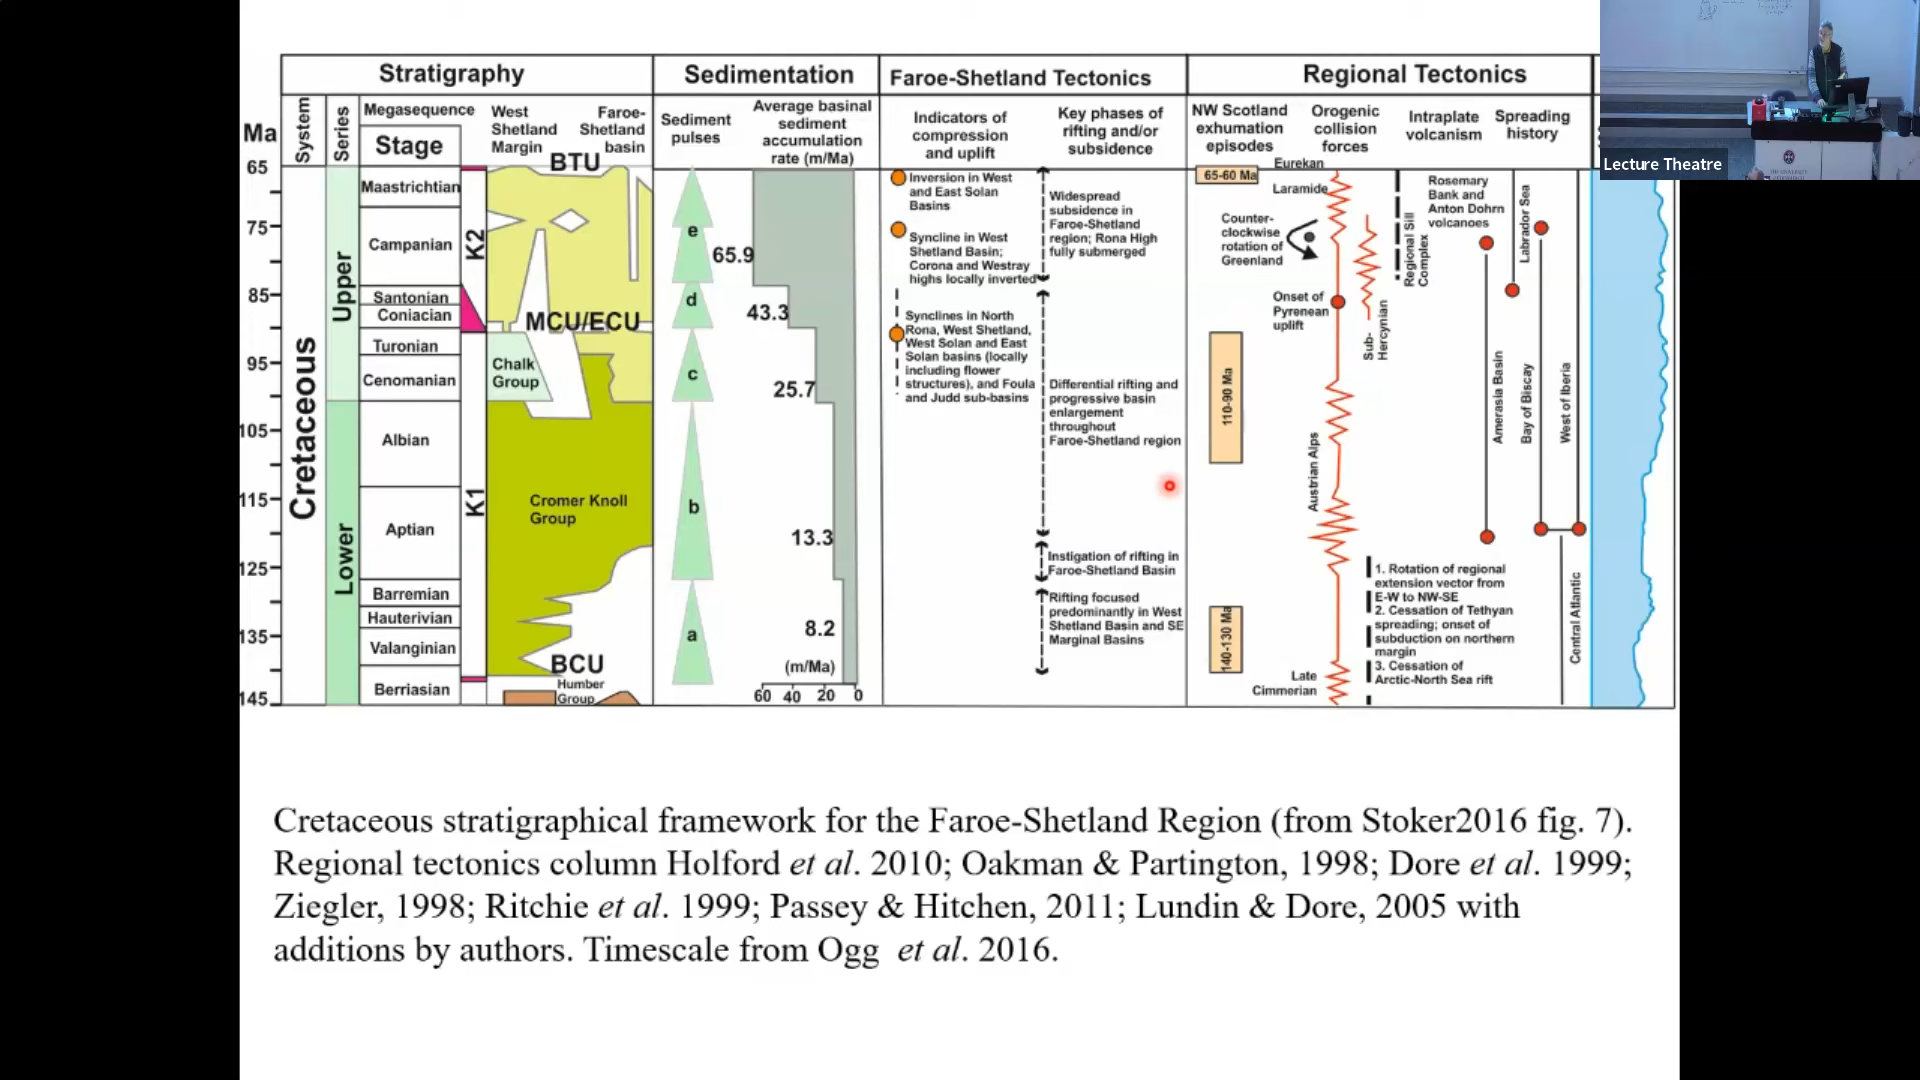 Stratigraphy
Sedimentation
Faroe-Shetland Tectonics
Regional Tectonics
Ma
System
Series
Megasequence
Stage
West
Shetland
Margin
Faroe-
Shetland
basin
Sediment
pulses
Average basinal
sediment
accumulation
rate (m/Ma)
Indicators of
compression
and uplift
Key phases of
rifting and/or
subsidence
NW Scotland
exhumation
episodes
Orogenic
collision
forces
Intraplate
volcanism
Spreading
history
Lecture Theatre
65
75
85
95
105
115
125
135
145
Cretaceous
Upper
Lower
Maastrichtian
Campanian
Santonian
Coniacian
Turonian
Cenomanian
Albian
Aptian
Barremian
Hauterivian
Valanginian
Berriasian
K2
K1
BTU
MCU/ECU
Chalk
Group
Cromer Knoll
Group
BCU
Humber
Group
e
d
c
b
a
65.9
43.3
25.7
13.3
8.2
(m/Ma)
60 40 20 0
Inversion in West
and East Solan
Basins
Syncline in West
Shetland Basin;
Corona and Westray
highs locally inverted
Synclines in North
Rona, West Shetland,
West Solan and East
Solan basins (locally
including flower
structures), and Foula
and Judd sub-basins
Widespread
subsidence in
Faroe-Shetland
region; Rona High
fully submerged
Differential rifting and
progressive basin
enlargement
throughout
Faroe-Shetland region
Instigation of rifting in
Faroe-Shetland Basin
Rifting focused
predominantly in West
Shetland Basin and SE
Marginal Basins
65-60 Ma
110-90 Ma
140-130 Ma
Counter-
clockwise
rotation of
Greenland
Eurekan
Laramide
Onset of
Pyrenean
uplift
Sub-
Hercynian
Austrian Alps
Late
Cimmerian
Regional Sill
Complex
Rosemary
Bank and
Anton Dohrn
volcanoes
Labrador Sea
Amerasia Basin
Bay of Biscay
West of Iberia
Central Atlantic
1. Rotation of regional
extension vector from
E-W to NW-SE
2. Cessation of Tethyan
spreading; onset of
subduction on northern
margin
3. Cessation of
Arctic-North Sea rift
Cretaceous stratigraphical framework for the Faroe-Shetland Region (from Stoker2016 fig. 7).
Regional tectonics column Holford et al. 2010; Oakman & Partington, 1998; Dore et al. 1999;
Ziegler, 1998; Ritchie et al. 1999; Passey & Hitchen, 2011; Lundin & Dore, 2005 with
additions by authors. Timescale from Ogg et al. 2016.